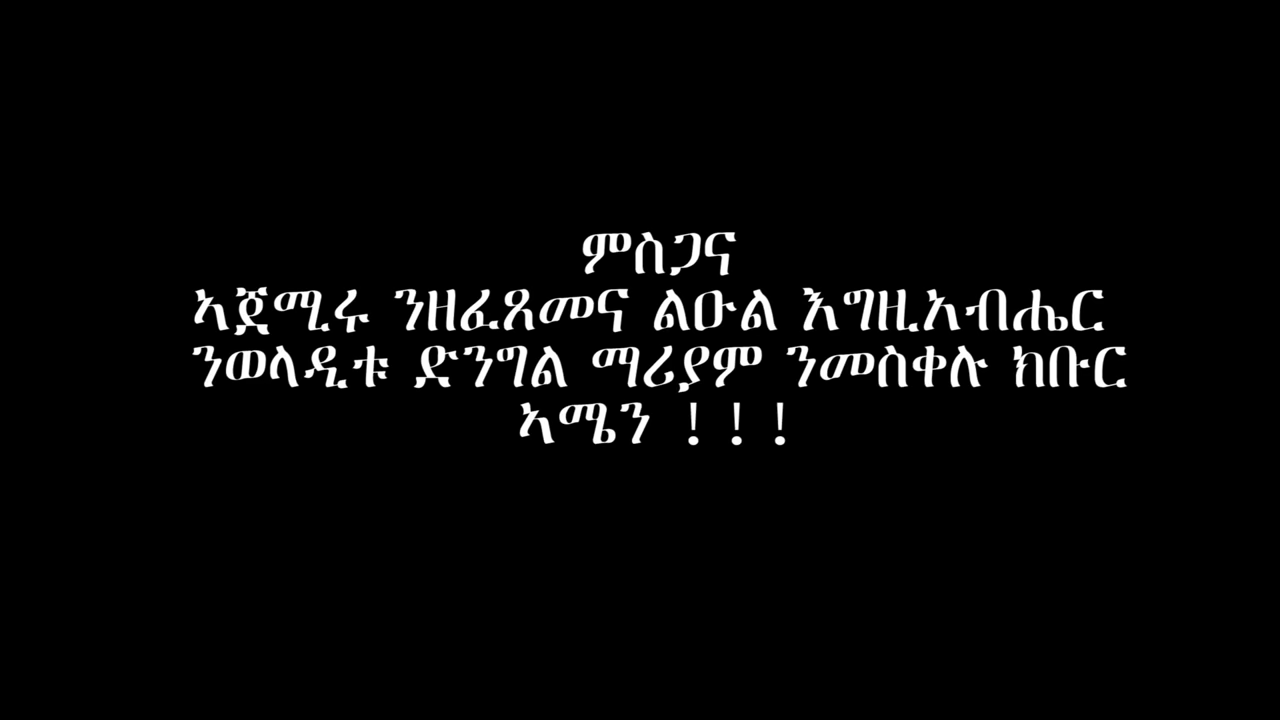 ምስጋና
ኣጀሚሩ ንዘፈጸመና ልዑል እግዚአብሔር
ንወላዲቱ ድንግል ማሪያም ንመስቀሉ ክቡር
ኣሜን ! ! !